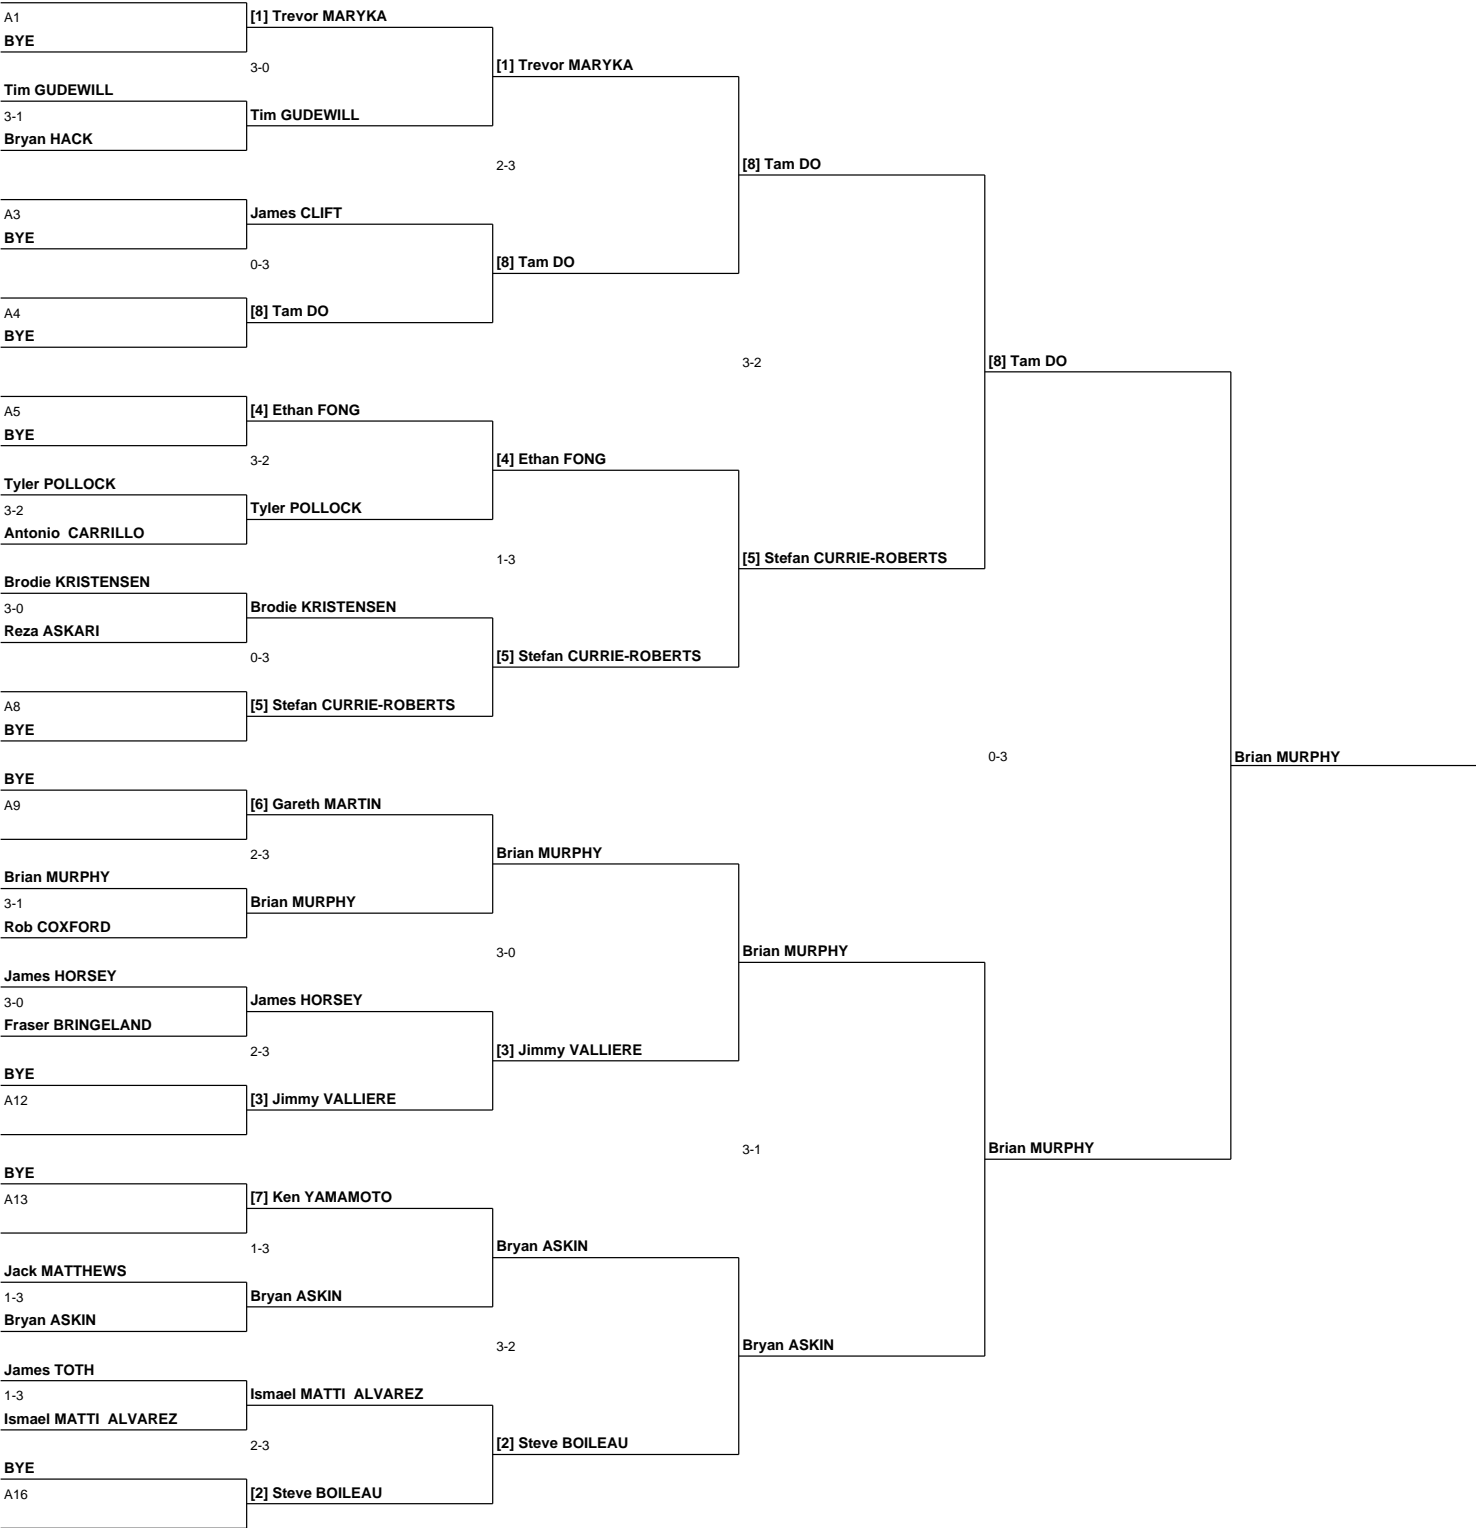 A1
BYE
[1] Trevor MARYKA
3-0
[1] Trevor MARYKA
Tim GUDEWILL
3-1
Bryan HACK
Tim GUDEWILL
2-3
[8] Tam DO
A3
BYE
James CLIFT
0-3
[8] Tam DO
A4
BYE
[8] Tam DO
3-2
[8] Tam DO
A5
BYE
[4] Ethan FONG
3-2
[4] Ethan FONG
Tyler POLLOCK
3-2
Antonio  CARRILLO
Tyler POLLOCK
1-3
[5] Stefan CURRIE-ROBERTS
Brodie KRISTENSEN
3-0
Reza ASKARI
Brodie KRISTENSEN
0-3
[5] Stefan CURRIE-ROBERTS
A8
BYE
[5] Stefan CURRIE-ROBERTS
0-3
Brian MURPHY
BYE
A9
[6] Gareth MARTIN
2-3
Brian MURPHY
Brian MURPHY
3-1
Rob COXFORD
Brian MURPHY
3-0
Brian MURPHY
James HORSEY
3-0
Fraser BRINGELAND
James HORSEY
2-3
[3] Jimmy VALLIERE
BYE
A12
[3] Jimmy VALLIERE
3-1
Brian MURPHY
BYE
A13
[7] Ken YAMAMOTO
1-3
Bryan ASKIN
Jack MATTHEWS
1-3
Bryan ASKIN
Bryan ASKIN
3-2
Bryan ASKIN
James TOTH
1-3
Ismael MATTI  ALVAREZ
Ismael MATTI  ALVAREZ
2-3
[2] Steve BOILEAU
BYE
A16
[2] Steve BOILEAU